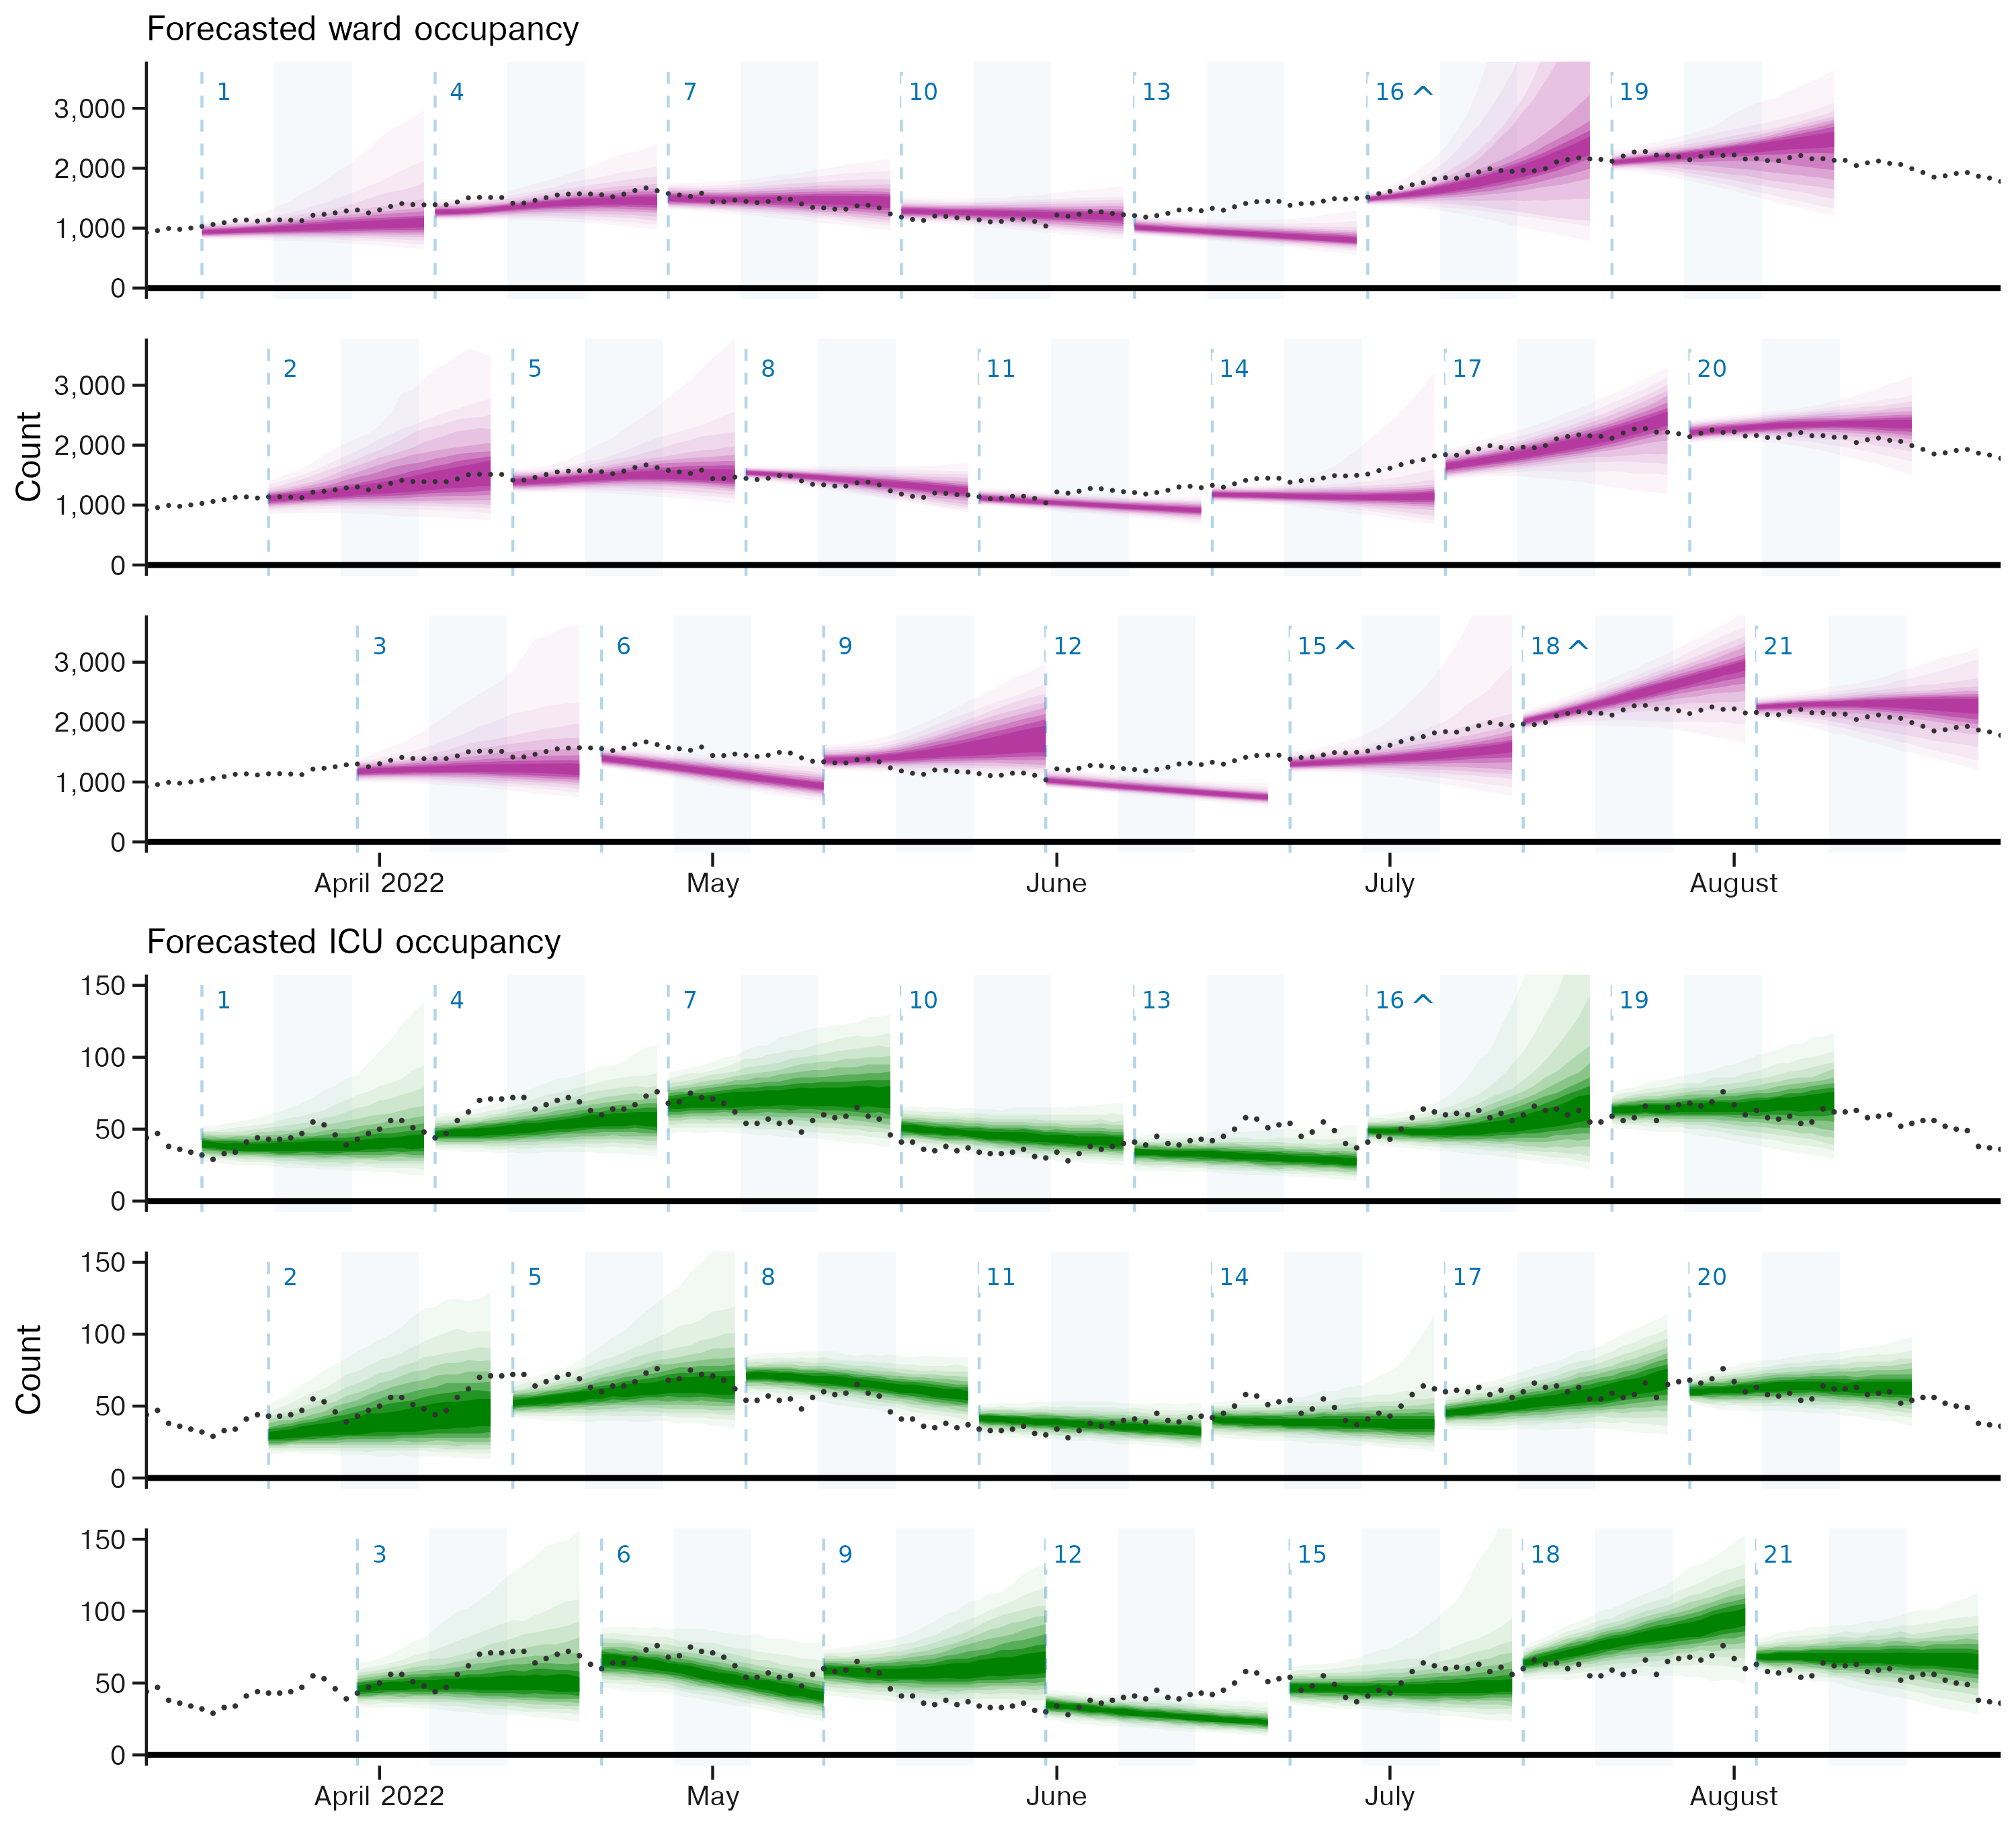 Forecasted ward occupancy
1 4 7 10 13 16 ^ 19
3,000
2,000
1,000
0
2 5 8 11 14 17 20
3,000
2,000
1,000
0
Count
3 6 9 12 15 ^ 18 ^ 21
3,000
2,000
1,000
0
April 2022 May June July August
Forecasted ICU occupancy
150
1 4 7 10 13 16 ^ 19
100
50
0
150
2 5 8 11 14 17 20
100
50
0
Count
150
3 6 9 12 15 18 21
100
50
0
April 2022 May June July August